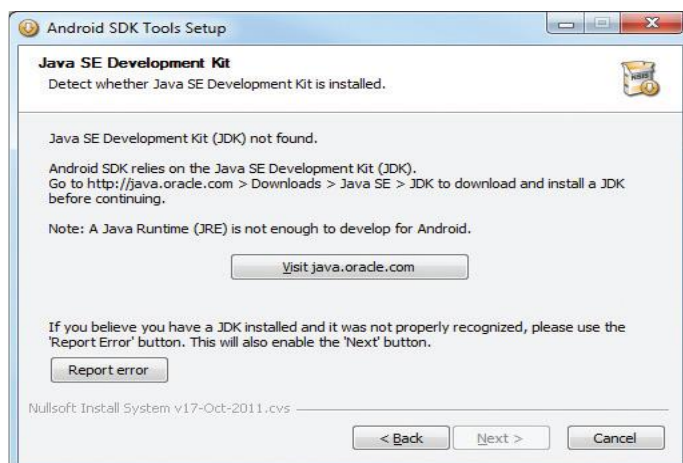 Android SDK Tools Setup
Java SE Development Kit
Detect whether Java SE Development Kit is installed.
NSIS
Java SE Development Kit (JDK) not found.
Android SDK relies on the Java SE Development Kit (JDK).
Go to http://java.oracle.com > Downloads > Java SE > JDK to download and install a JDK
before continuing.
Note: A Java Runtime (JRE) is not enough to develop for Android.
Visit java.oracle.com
If you believe you have a JDK installed and it was not properly recognized, please use the
'Report Error' button. This will also enable the 'Next' button.
Report error
Nullsoft Install System v17-Oct-2011.cvs
< Back Next > Cancel